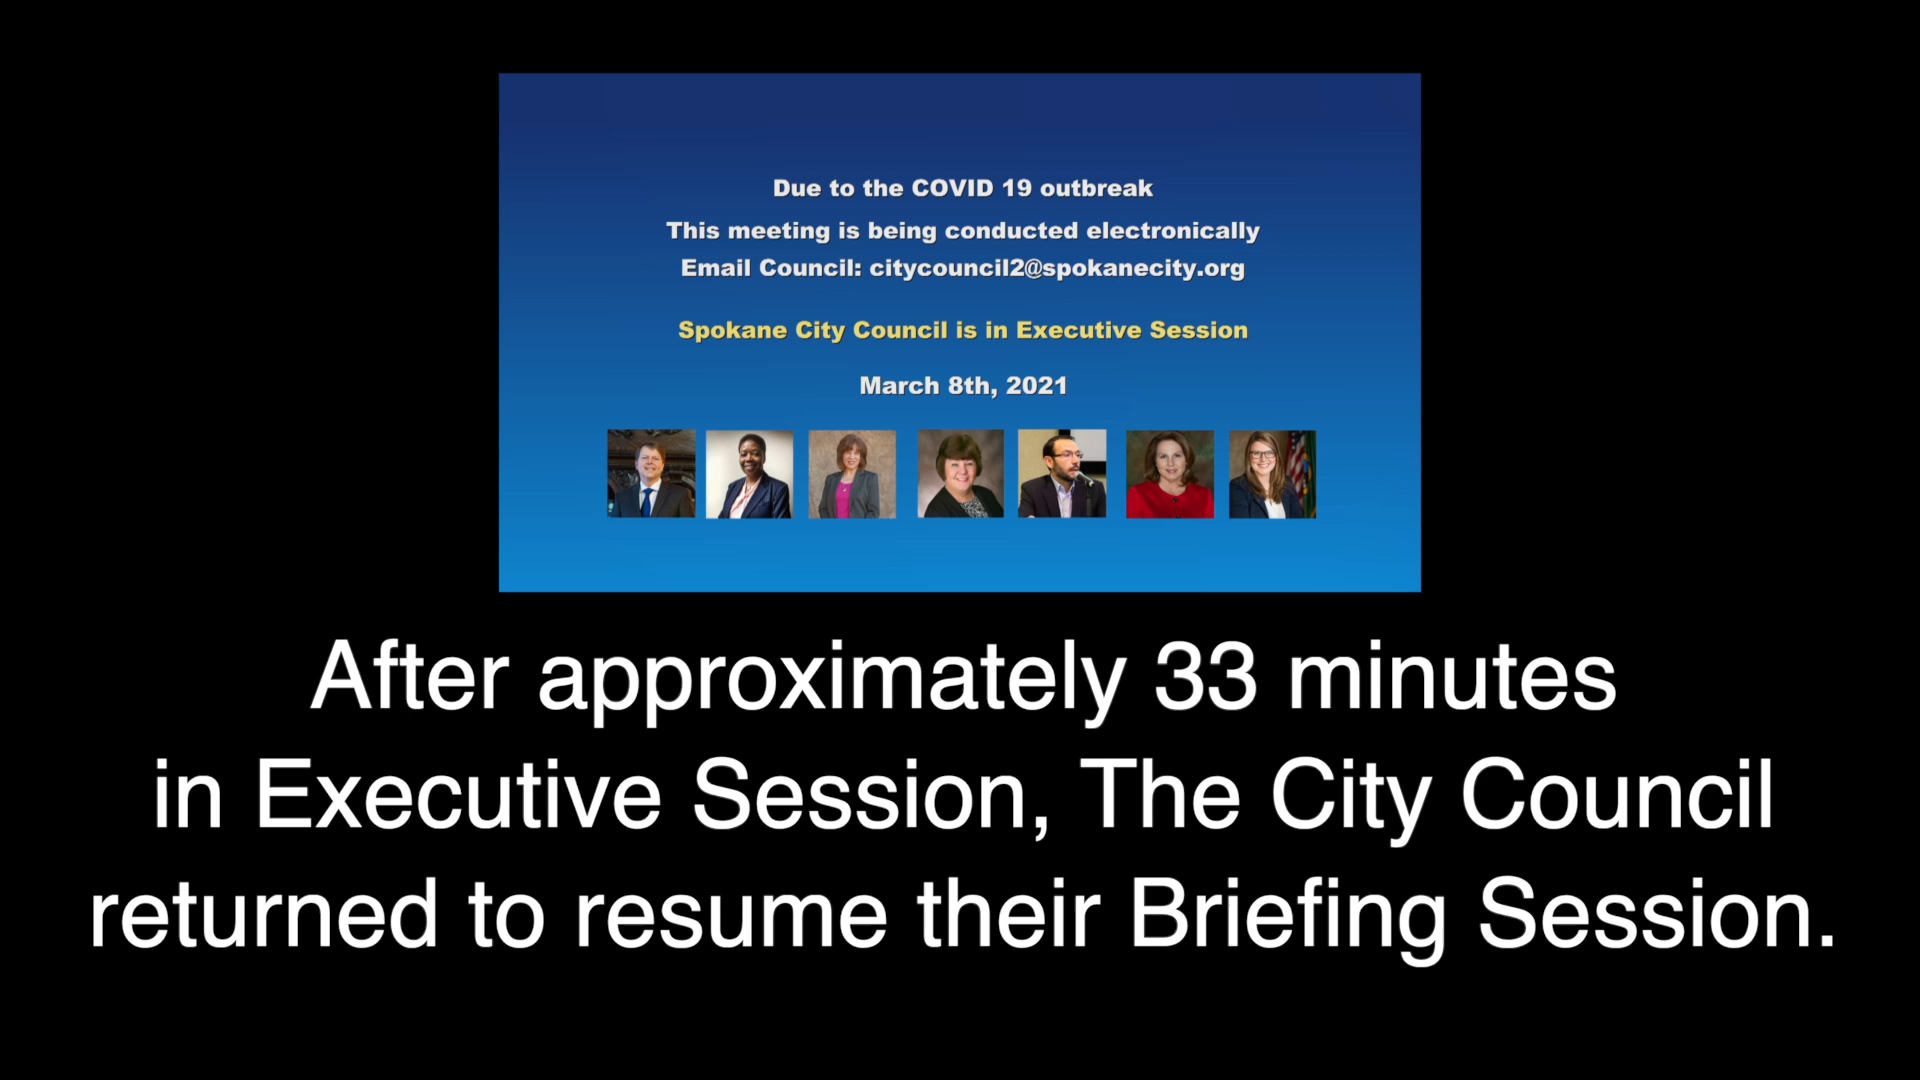 Due to the COVID 19 outbreak
This meeting is being conducted electronically
Email Council: citycouncil2@spokanecity.org
Spokane City Council is in Executive Session
March 8th, 2021
After approximately 33 minutes
in Executive Session, The City Council
returned to resume their Briefing Session.